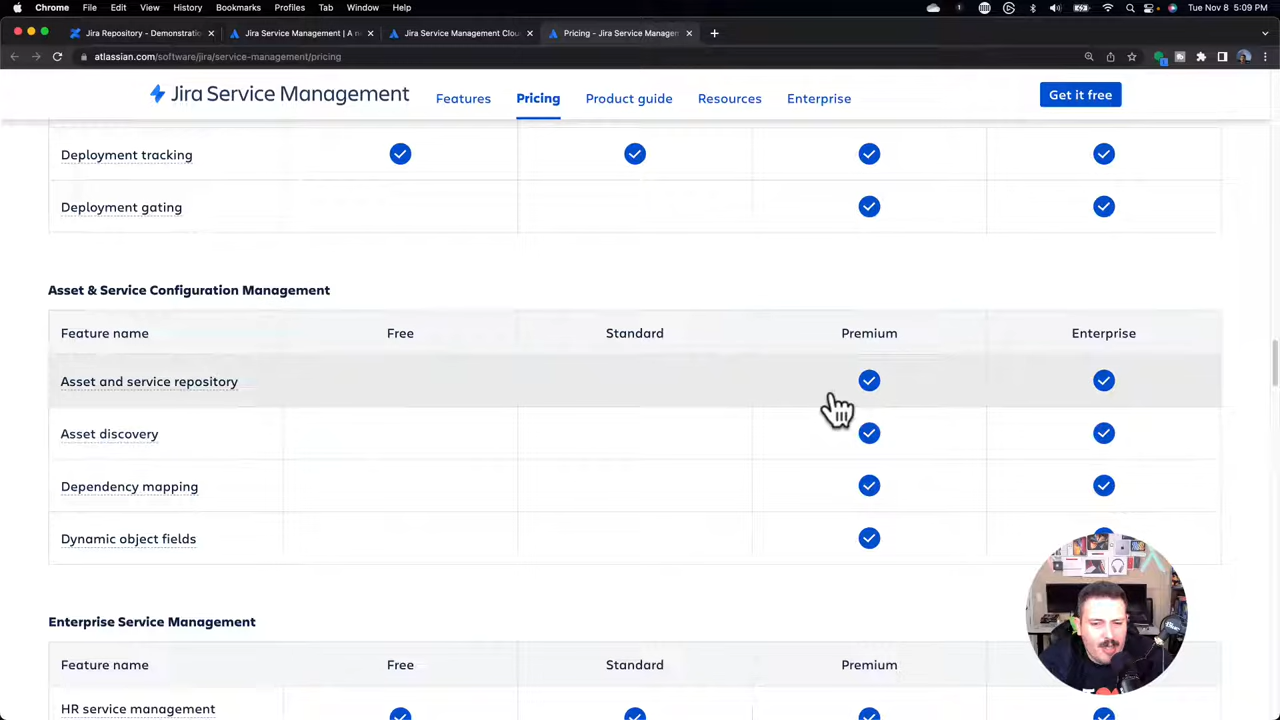 Chrome File Edit View History Bookmarks Profiles Tab Window Help Tue Nov 8 5:09 PM
Jira Repository - Demonstratio Jira Service Management | A n Jira Service Management Clou Pricing - Jira Service Managem
atlassian.com/software/jira/service-management/pricing
Jira Service Management Features Pricing Product guide Resources Enterprise Get it free
Deployment tracking
Deployment gating
Asset & Service Configuration Management
Feature name Free Standard Premium Enterprise
Asset and service repository
Asset discovery
Dependency mapping
Dynamic object fields
Enterprise Service Management
Feature name Free Standard Premium
HR service management